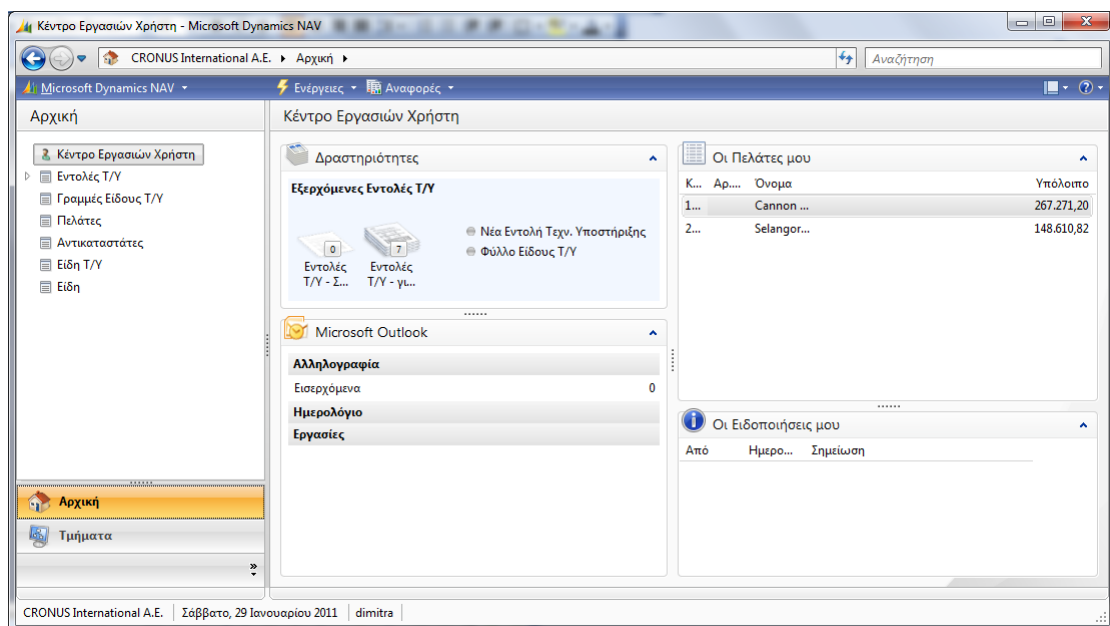 Κέντρο Εργασιών Χρήστη - Microsoft Dynamics NAV
CRONUS International A.E. Αρχική
Αναζήτηση
Microsoft Dynamics NAV
Ενέργειες Αναφορές
Αρχική
Κέντρο Εργασιών Χρήστη
Εντολές Τ/Υ
Γραμμές Είδους Τ/Υ
Πελάτες
Αντικαταστάτες
Είδη Τ/Υ
Είδη
Αρχική
Τμήματα
Κέντρο Εργασιών Χρήστη
Δραστηριότητες
Εξερχόμενες Εντολές Τ/Υ
0 7
Εντολές Εντολές
Τ/Υ - Σ... Τ/Υ - γι...
Νέα Εντολή Τεχν. Υποστήριξης
Φύλλο Είδους Τ/Υ
Microsoft Outlook
Αλληλογραφία
Εισερχόμενα 0
Ημερολόγιο
Εργασίες
Οι Πελάτες μου
Κ... Αρ.... Όνομα Υπόλοιπο
1... Cannon ... 267.271,20
2... Selangor... 148.610,82
Οι Ειδοποιήσεις μου
Από Ημερο... Σημείωση
CRONUS International A.E. Σάββατο, 29 Ιανουαρίου 2011 dimitra